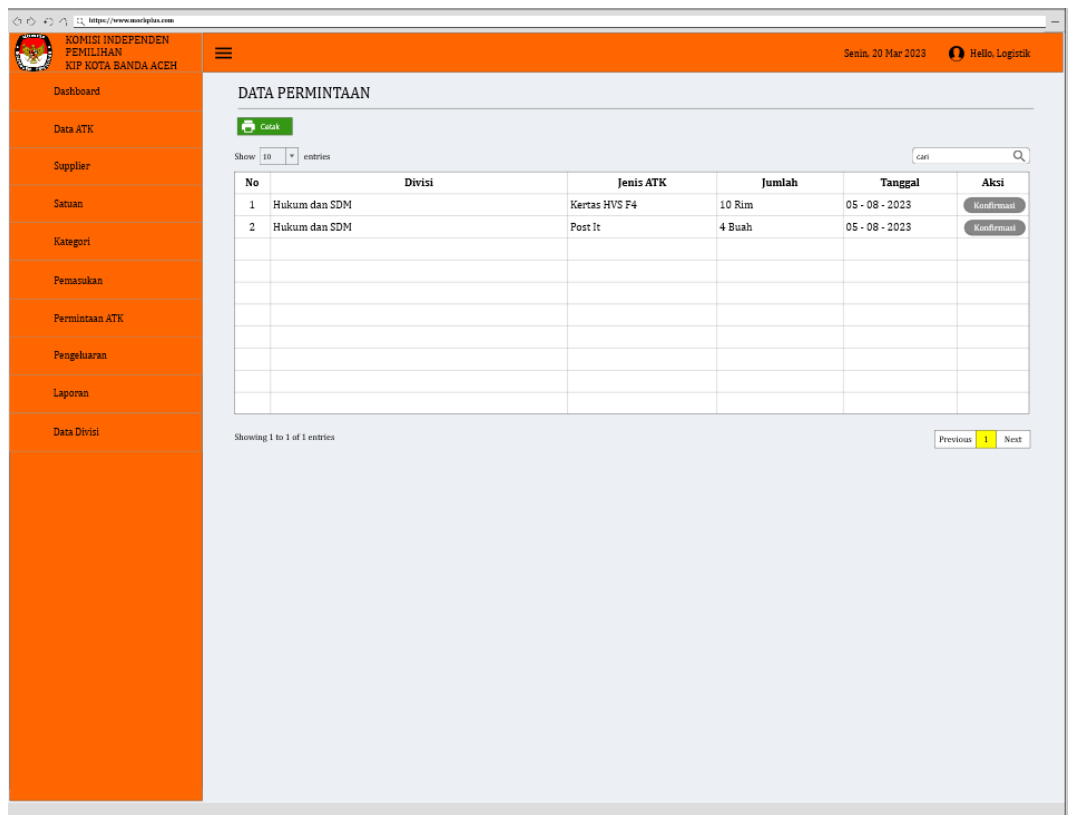 https://www.morkplus.com
KOMISI INDEPENDEN
PEMILIHAN
KIP KOTA BANDA ACEH
Senin, 20 Mar 2023 Hello, Logistik
Dashboard
Data ATK
Supplier
Satuan
Kategori
Pemasukan
Permintaan ATK
Pengeluaran
Laporan
Data Divisi
DATA PERMINTAAN
Cetak
Show 10 entries
cari
No Divisi Jenis ATK Jumlah Tanggal Aksi
1 Hukum dan SDM Kertas HVS F4 10 Rim 05 - 08 - 2023 Konfirmasi
2 Hukum dan SDM Post It 4 Buah 05 - 08 - 2023 Konfirmasi
Showing 1 to 1 of 1 entries
Previous 1 Next